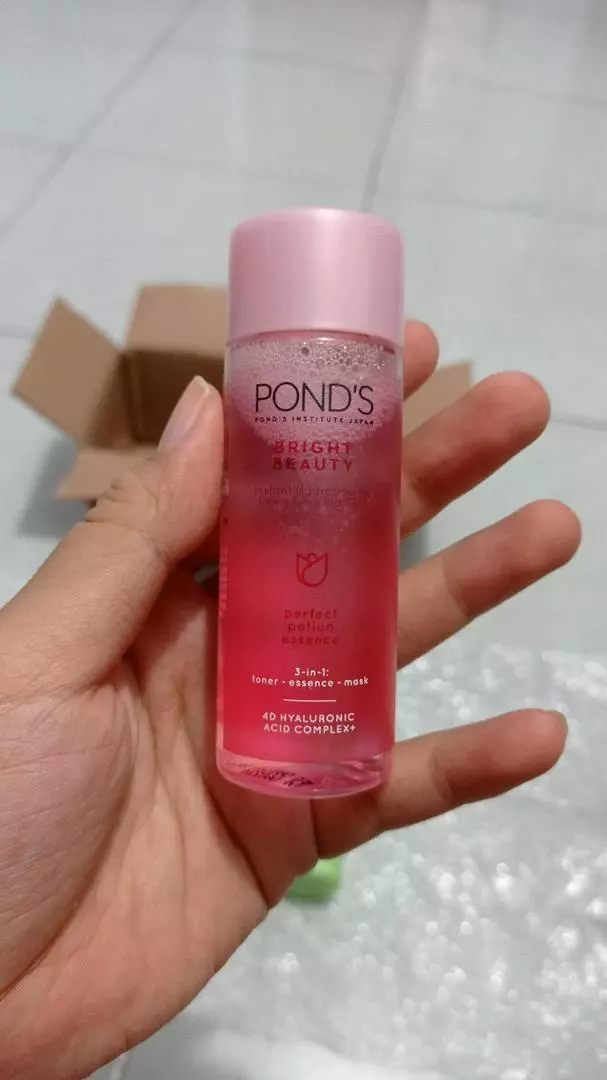 POND'S
POND'S INSTITUTE JAPAN
BRIGHT
BEAUTY
instant
perfect
potion
essence
3-in-1:
toner - essence - mask
4D HYALURONIC
ACID COMPLEX+